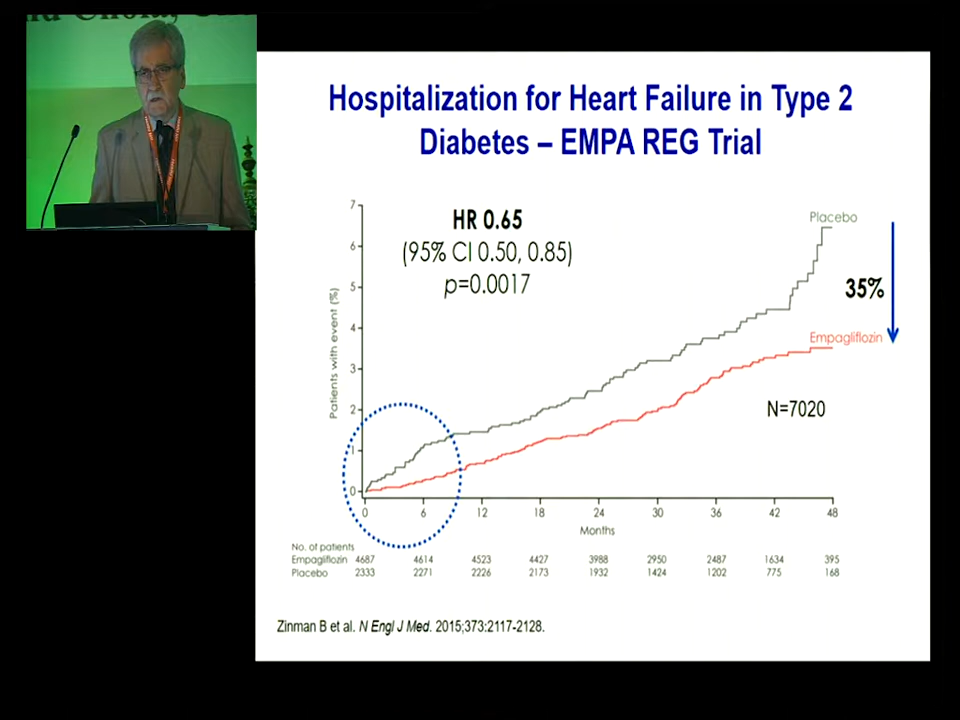 Hospitalization for Heart Failure in Type 2
Diabetes – EMPA REG Trial
HR 0.65
(95% CI 0.50, 0.85)
p=0.0017
Placebo
35%
Empagliflozin
N=7020
Patients with event (%)
7
6
5
4
3
2
1
0
0 6 12 18 24 30 36 42 48
Months
No. of patients
Empagliflozin 4687 4614 4523 4427 3988 2950 2487 1634 395
Placebo 2333 2271 2226 2173 1932 1424 1202 775 168
Zinman B et al. N Engl J Med. 2015;373:2117-2128.